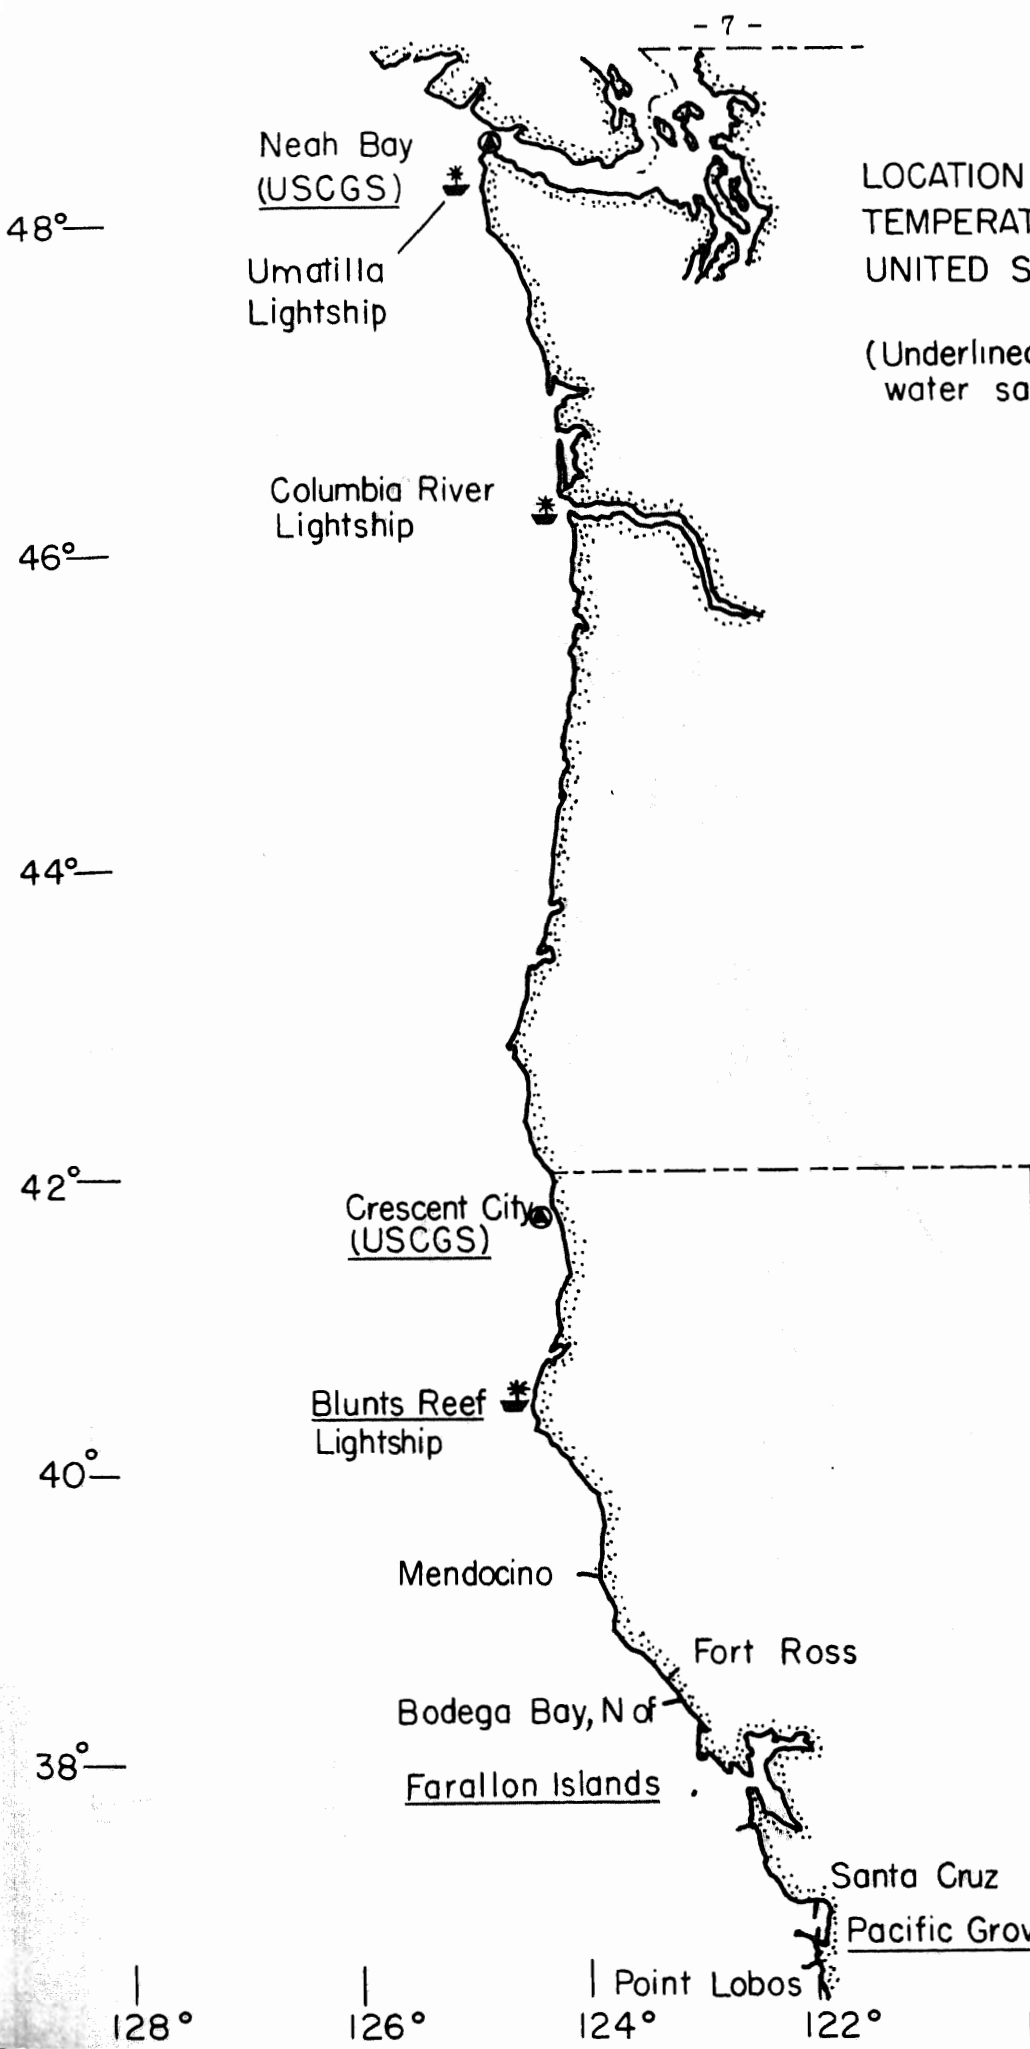 - 7 -
Neah Bay
(USCGS)
LOCATION
TEMPERAT
UNITED S
48°
Umatilla
Lightship
(Underlined
water sa
Columbia River
Lightship
46°
44°
42°
Crescent City
(USCGS)
Blunts Reef
Lightship
40°
Mendocino
Fort Ross
Bodega Bay, N of
38°
Farallon Islands
Santa Cruz
Pacific Grov
Point Lobos
128° 126° 124° 122°